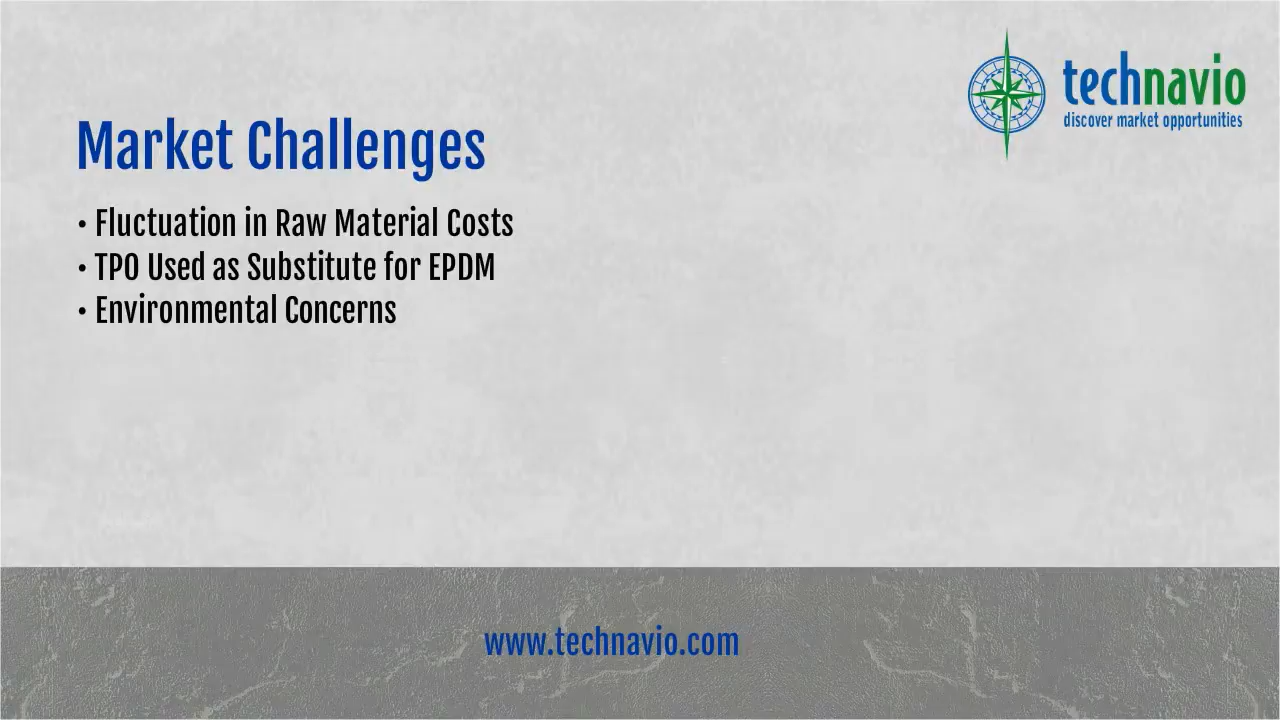 technavio
discover market opportunities
Market Challenges
• Fluctuation in Raw Material Costs
• TPO Used as Substitute for EPDM
• Environmental Concerns
www.technavio.com